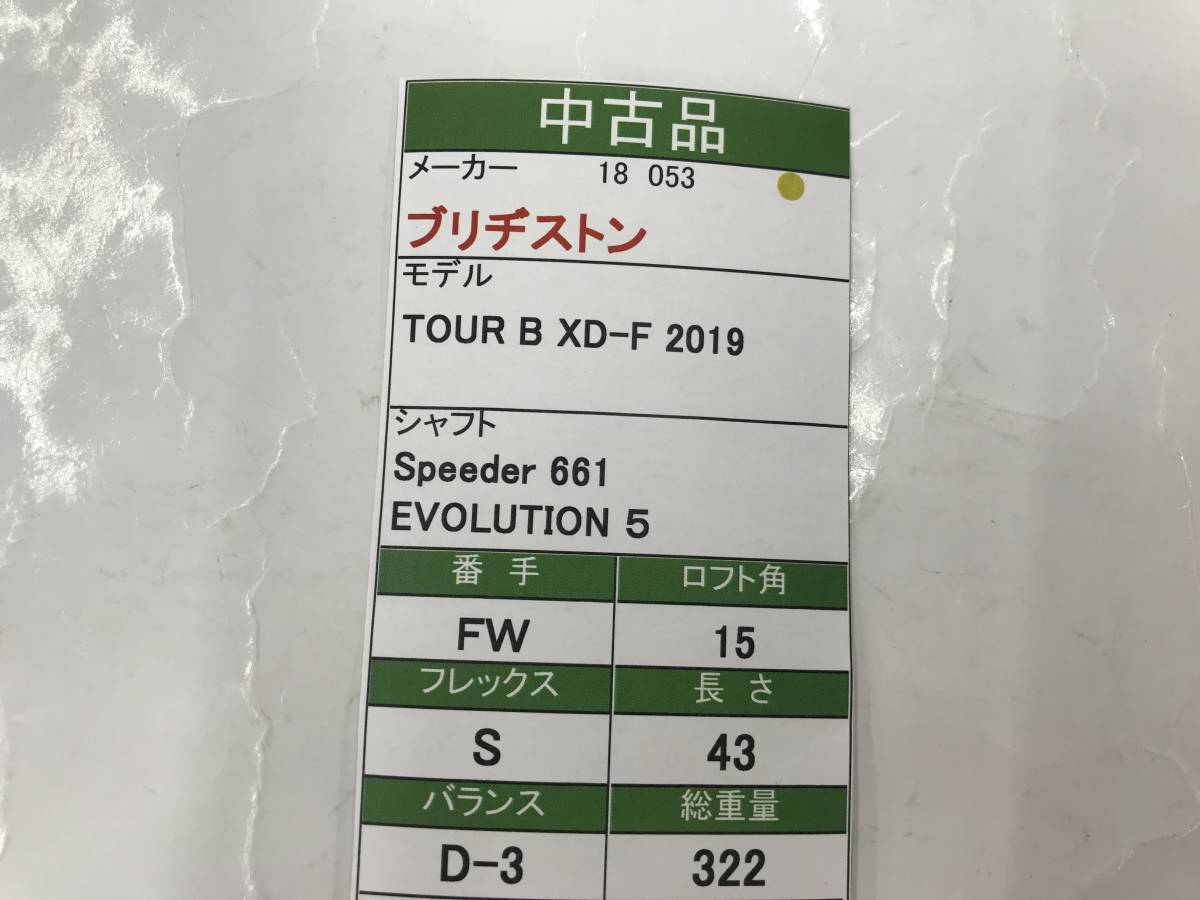 中古品
メーカー 18 053
ブリヂストン
モデル
TOUR B XD-F 2019
シャフト
Speeder 661
EVOLUTION 5
番 手 ロフト角
FW 15
フレックス 長 さ
S 43
バランス 総重量
D-3 322